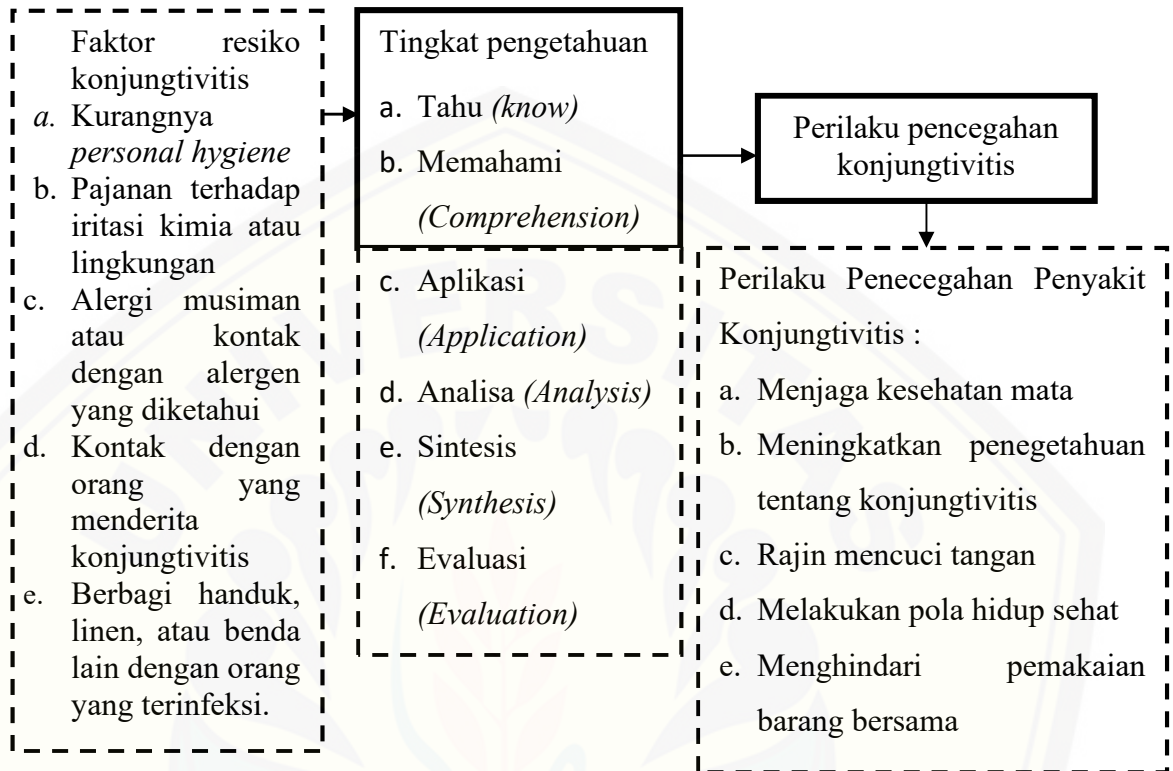 Faktor resiko
konjungtivitis
a. Kurangnya
personal hygiene
b. Pajanan terhadap
iritasi kimia atau
lingkungan
c. Alergi musiman
atau kontak
dengan alergen
yang diketahui
d. Kontak dengan
orang yang
menderita
konjungtivitis
e. Berbagi handuk,
linen, atau benda
lain dengan orang
yang terinfeksi.
Tingkat pengetahuan
a. Tahu (know)
b. Memahami
(Comprehension)
c. Aplikasi
(Application)
d. Analisa (Analysis)
e. Sintesis
(Synthesis)
f. Evaluasi
(Evaluation)
Perilaku pencegahan
konjungtivitis
Perilaku Penecegahan Penyakit
Konjungtivitis :
a. Menjaga kesehatan mata
b. Meningkatkan penegetahuan
tentang konjungtivitis
c. Rajin mencuci tangan
d. Melakukan pola hidup sehat
e. Menghindari pemakaian
barang bersama
UNIVERSITAS